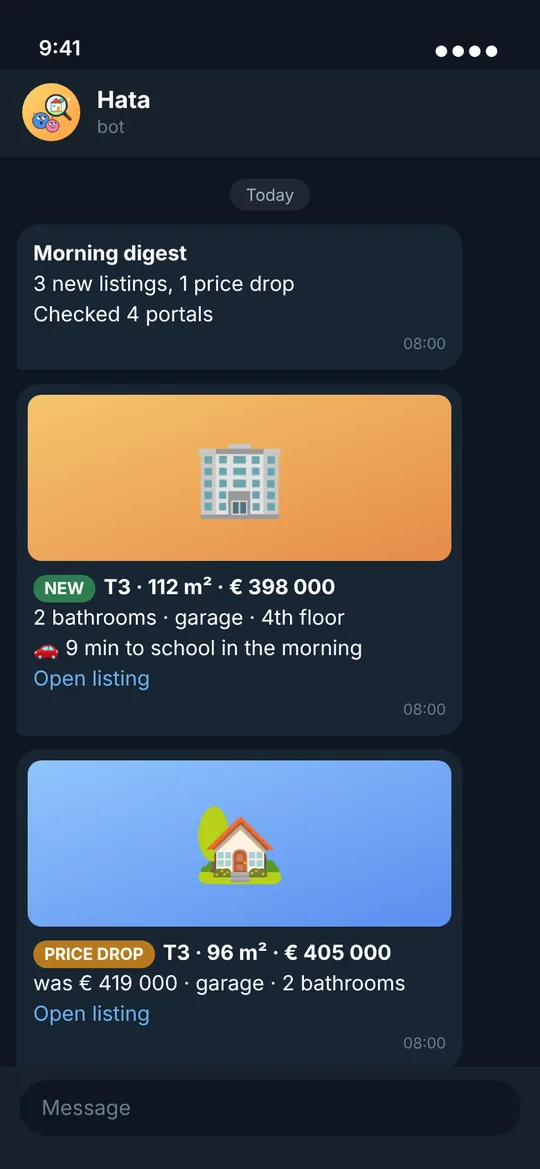 9:41
Hata
bot
Today
Morning digest
3 new listings, 1 price drop
Checked 4 portals
08:00
NEW T3 · 112 m² · € 398 000
2 bathrooms · garage · 4th floor
🚗 9 min to school in the morning
Open listing
08:00
PRICE DROP T3 · 96 m² · € 405 000
was € 419 000 · garage · 2 bathrooms
Open listing
08:00
Message